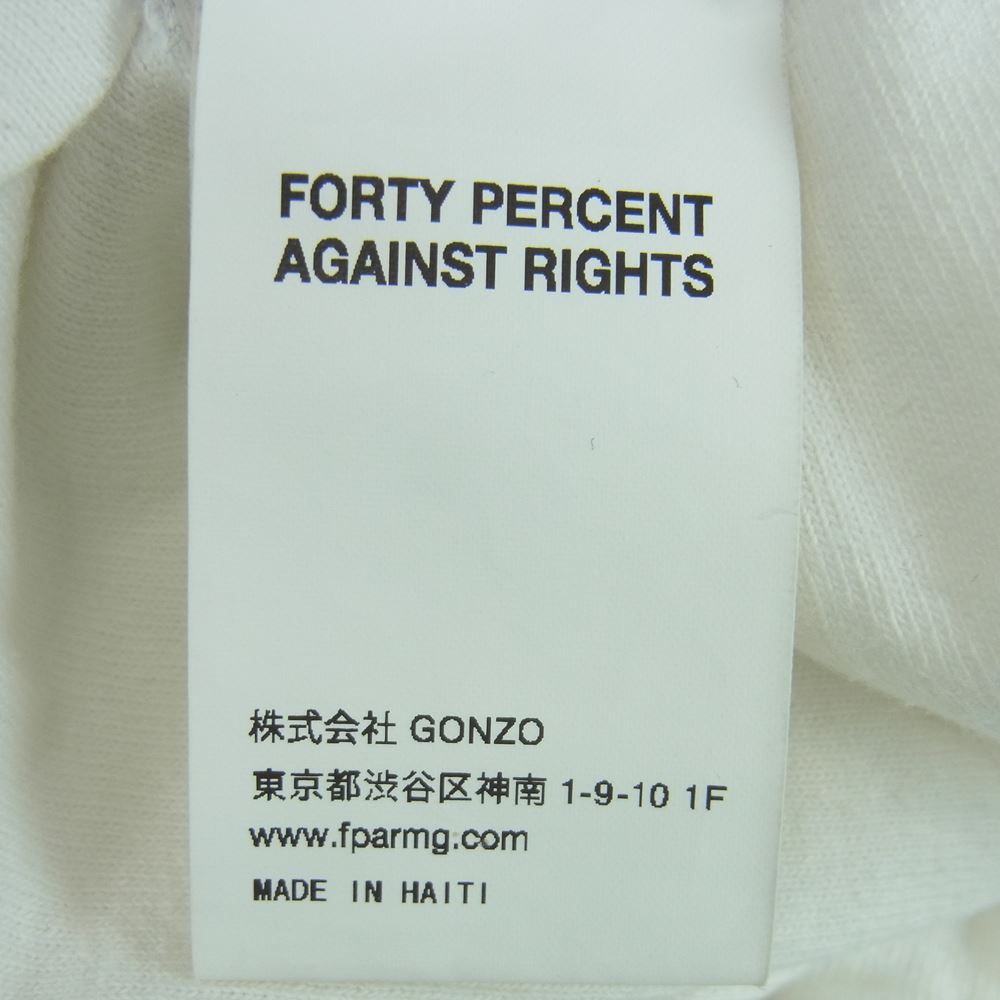 FORTY PERCENT
AGAINST RIGHTS
株式会社 GONZO
東京都渋谷区神南 1-9-10 1F
www.fparmg.com
MADE IN HAITI